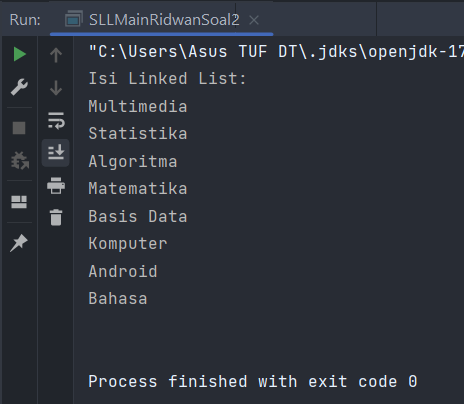 Run: SLLMainRidwanSoal2
"C:\Users\Asus TUF DT\.jdks\openjdk-17
Isi Linked List:
Multimedia
Statistika
Algoritma
Matematika
Basis Data
Komputer
Android
Bahasa
Process finished with exit code 0